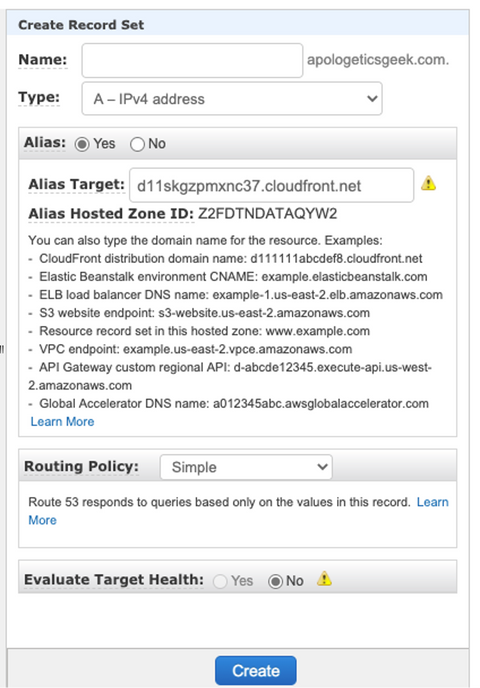 Create Record Set
Name: apologeticsgeek.com.
Type: A – IPv4 address
Alias: Yes No
Alias Target: d11skgzpmxnc37.cloudfront.net
Alias Hosted Zone ID: Z2FDTNDATAQYW2
You can also type the domain name for the resource. Examples:
- CloudFront distribution domain name: d111111abcdef8.cloudfront.net
- Elastic Beanstalk environment CNAME: example.elasticbeanstalk.com
- ELB load balancer DNS name: example-1.us-east-2.elb.amazonaws.com
- S3 website endpoint: s3-website.us-east-2.amazonaws.com
- Resource record set in this hosted zone: www.example.com
- VPC endpoint: example.us-east-2.vpce.amazonaws.com
- API Gateway custom regional API: d-abcde12345.execute-api.us-west-
2.amazonaws.com
- Global Accelerator DNS name: a012345abc.awsglobalaccelerator.com
Learn More
Routing Policy: Simple
Route 53 responds to queries based only on the values in this record. Learn
More
Evaluate Target Health: Yes No
Create